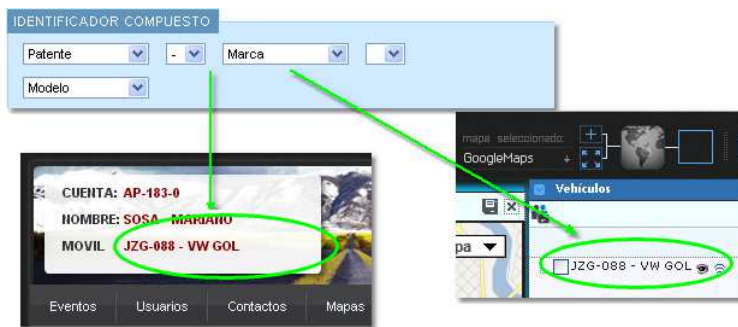 IDENTIFICADOR COMPUESTO
Patente - Marca
Modelo
mapa seleccionado:
GoogleMaps
Vehículos
pa
JZG-088 - VW GOL
CUENTA: AP-183-0
NOMBRE: SOSA - MARIANO
MOVIL JZG-088 - VW GOL
Eventos Usuarios Contactos Mapas